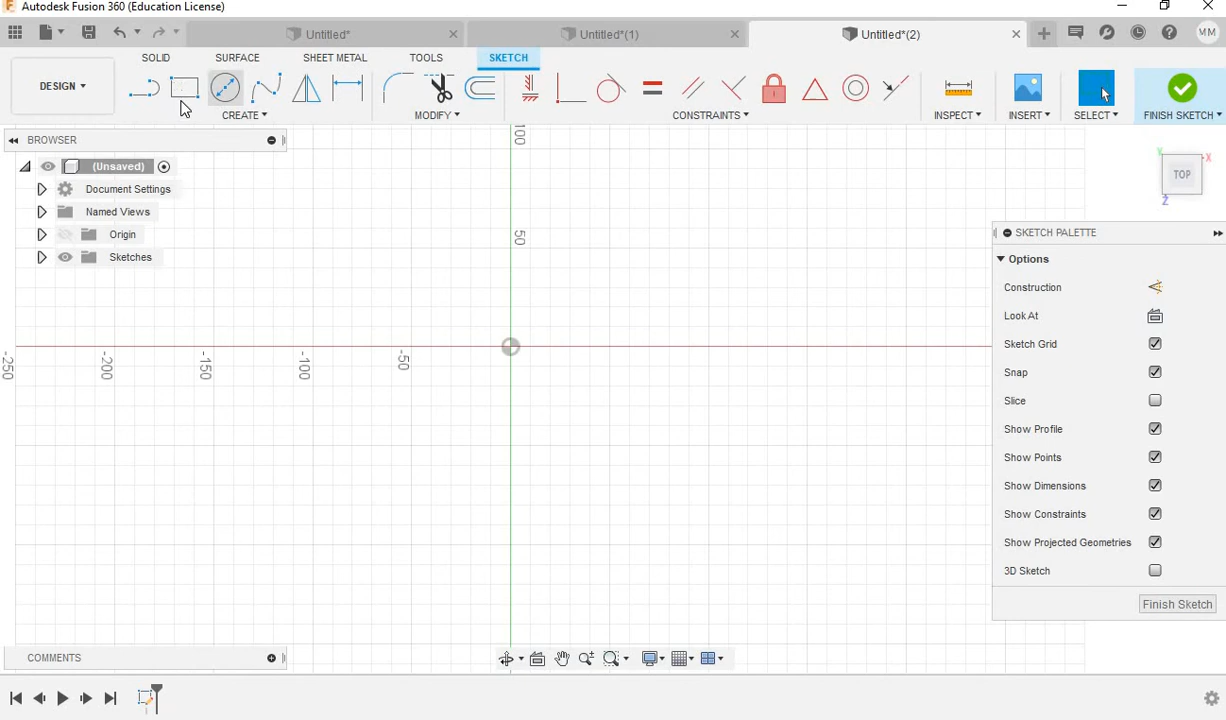 Autodesk Fusion 360 (Education License)
Untitled*
Untitled*(1)
Untitled*(2)
MM
DESIGN
SOLID
SURFACE
SHEET METAL
TOOLS
SKETCH
CREATE
MODIFY
CONSTRAINTS
INSPECT
INSERT
SELECT
FINISH SKETCH
BROWSER
(Unsaved)
Document Settings
Named Views
Origin
Sketches
100
50
-250
-200
-150
-100
-50
Y
X
TOP
Z
SKETCH PALETTE
Options
Construction
Look At
Sketch Grid
Snap
Slice
Show Profile
Show Points
Show Dimensions
Show Constraints
Show Projected Geometries
3D Sketch
Finish Sketch
COMMENTS